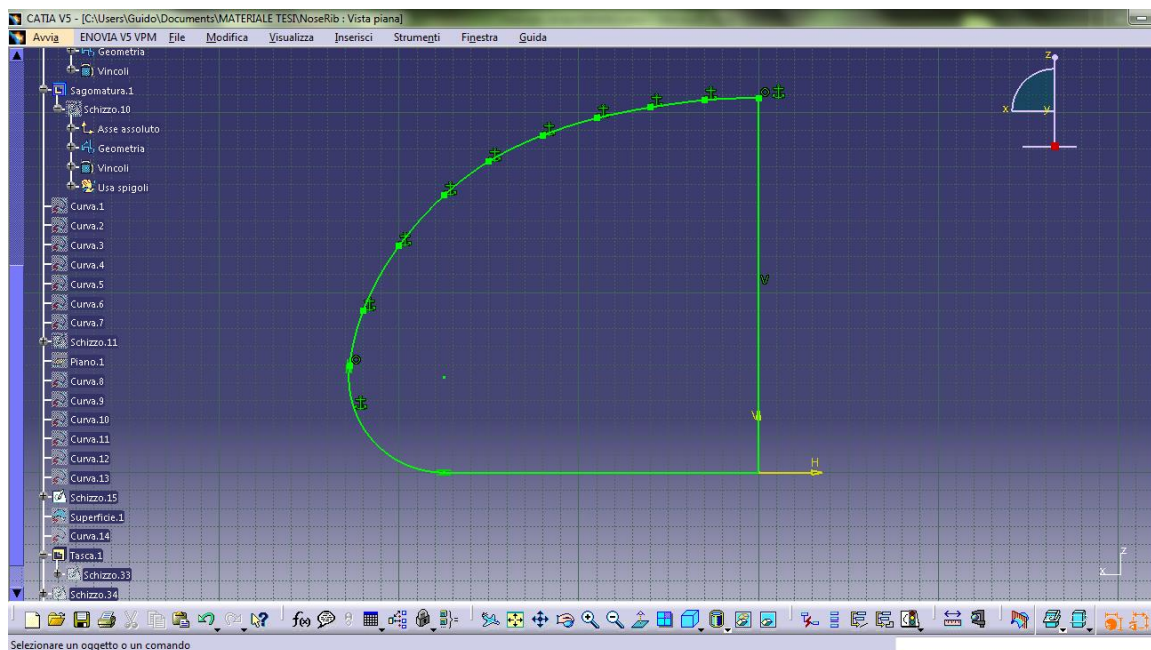 CATIA V5 - [C:\Users\Guido\Documents\MATERIALE TESI\NoseRib : Vista piana]
Avvia ENOVIA V5 VPM File Modifica Visualizza Inserisci Strumenti Finestra Guida
Geometria
Vincoli
Sagomatura.1
Schizzo.10
Asse assoluto
Geometria
Vincoli
Usa spigoli
Curva.1
Curva.2
Curva.3
Curva.4
Curva.5
Curva.6
Curva.7
Schizzo.11
Piano.1
Curva.8
Curva.9
Curva.10
Curva.11
Curva.12
Curva.13
Schizzo.15
Superficie.1
Curva.14
Tasca.1
Schizzo.33
Schizzo.34
z
x y
V
V
H
z
x
f(x)
Selezionare un oggetto o un comando